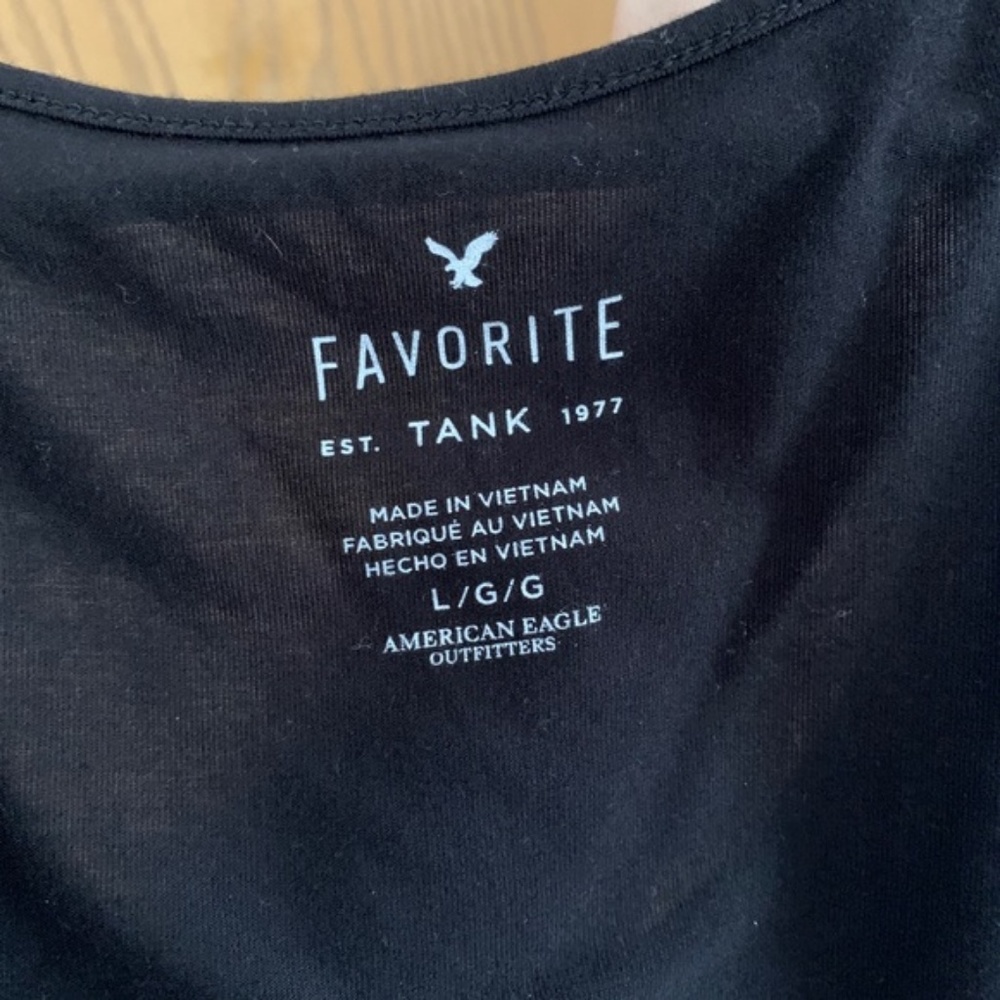 FAVORITE
EST. TANK 1977
MADE IN VIETNAM
FABRIQUÉ AU VIETNAM
HECHO EN VIETNAM
L/G/G
AMERICAN EAGLE
OUTFITTERS